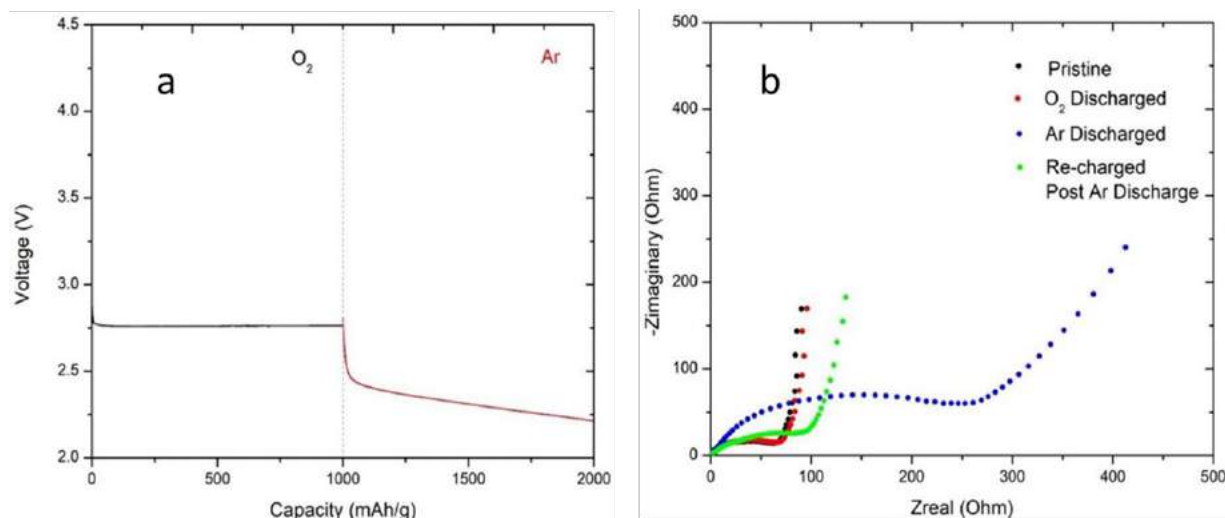 a
O₂
Ar
4.5
4.0
3.5
3.0
2.5
2.0
Voltage (V)
0
500
1000
1500
2000
Capacity (mAh/g)
b
Pristine
O₂ Discharged
Ar Discharged
Re-charged
Post Ar Discharge
500
400
300
200
100
0
-Zimaginary (Ohm)
0
100
200
300
400
500
Zreal (Ohm)